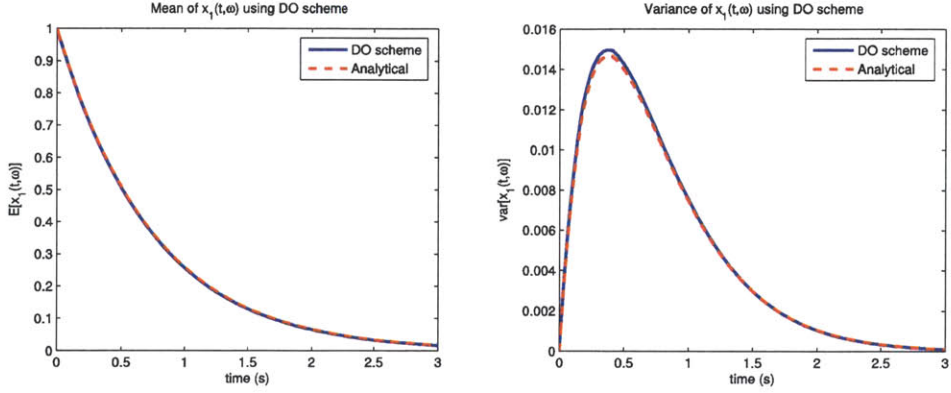 Mean of x₁(t,ω) using DO scheme
1
0.9
0.8
0.7
0.6
0.5
0.4
0.3
0.2
0.1
0
E[x₁(t,ω)]
DO scheme
Analytical
0 0.5 1 1.5 2 2.5 3
time (s)
Variance of x₁(t,ω) using DO scheme
0.016
0.014
0.012
0.01
0.008
0.006
0.004
0.002
0
var[x₁(t,ω)]
DO scheme
Analytical
0 0.5 1 1.5 2 2.5 3
time (s)